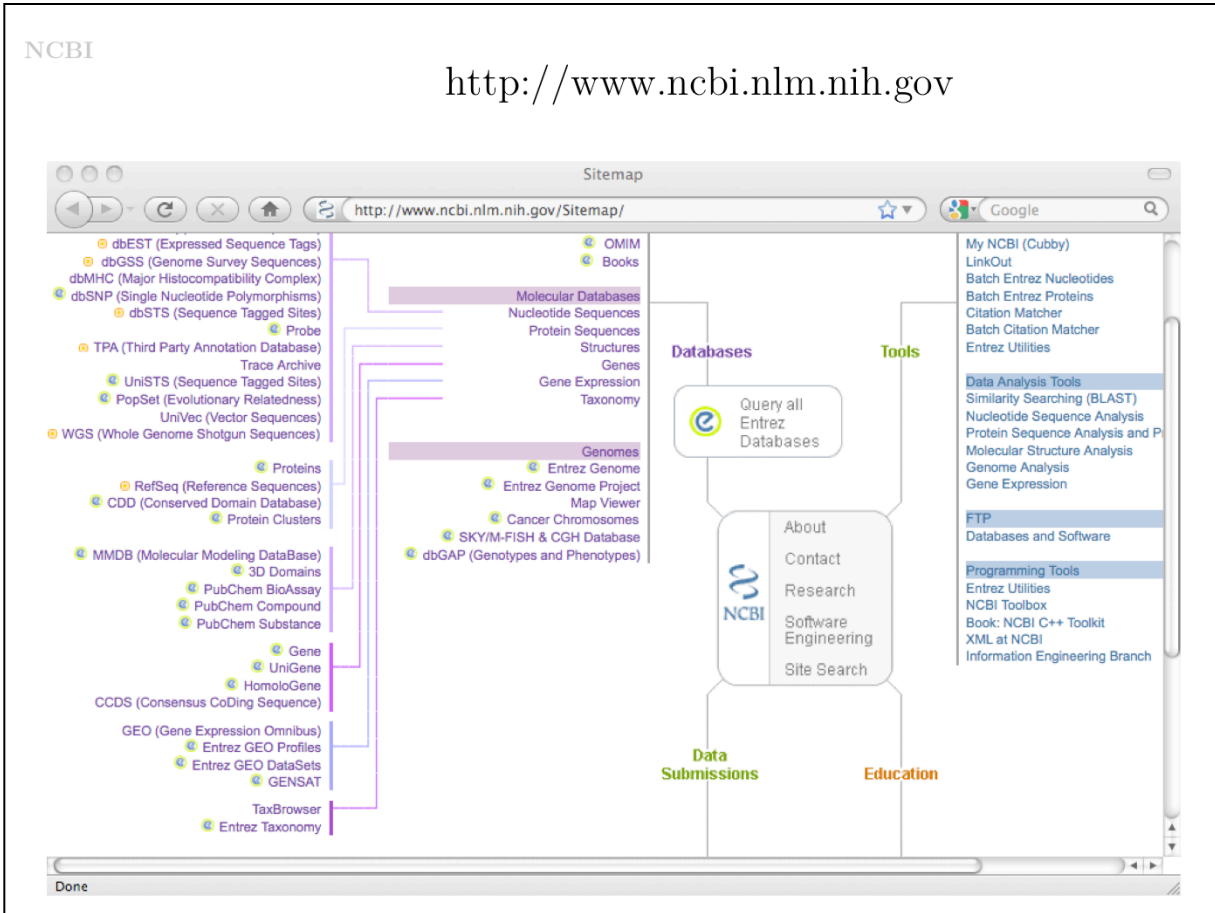 NCBI
http://www.ncbi.nlm.nih.gov
Sitemap
http://www.ncbi.nlm.nih.gov/Sitemap/
Google
dbEST (Expressed Sequence Tags)
dbGSS (Genome Survey Sequences)
dbMHC (Major Histocompatibility Complex)
dbSNP (Single Nucleotide Polymorphisms)
dbSTS (Sequence Tagged Sites)
Probe
TPA (Third Party Annotation Database)
Trace Archive
UniSTS (Sequence Tagged Sites)
PopSet (Evolutionary Relatedness)
UniVec (Vector Sequences)
WGS (Whole Genome Shotgun Sequences)
Proteins
RefSeq (Reference Sequences)
CDD (Conserved Domain Database)
Protein Clusters
MMDB (Molecular Modeling DataBase)
3D Domains
PubChem BioAssay
PubChem Compound
PubChem Substance
Gene
UniGene
HomoloGene
CCDS (Consensus CoDing Sequence)
GEO (Gene Expression Omnibus)
Entrez GEO Profiles
Entrez GEO DataSets
GENSAT
TaxBrowser
Entrez Taxonomy
OMIM
Books
Molecular Databases
Nucleotide Sequences
Protein Sequences
Structures
Genes
Gene Expression
Taxonomy
Genomes
Entrez Genome
Entrez Genome Project
Map Viewer
Cancer Chromosomes
SKY/M-FISH & CGH Database
dbGAP (Genotypes and Phenotypes)
Databases
Tools
Query all
Entrez
Databases
NCBI
About
Contact
Research
Software
Engineering
Site Search
Data
Submissions
Education
My NCBI (Cubby)
LinkOut
Batch Entrez Nucleotides
Batch Entrez Proteins
Citation Matcher
Batch Citation Matcher
Entrez Utilities
Data Analysis Tools
Similarity Searching (BLAST)
Nucleotide Sequence Analysis
Protein Sequence Analysis and P
Molecular Structure Analysis
Genome Analysis
Gene Expression
FTP
Databases and Software
Programming Tools
Entrez Utilities
NCBI Toolbox
Book: NCBI C++ Toolkit
XML at NCBI
Information Engineering Branch
Done